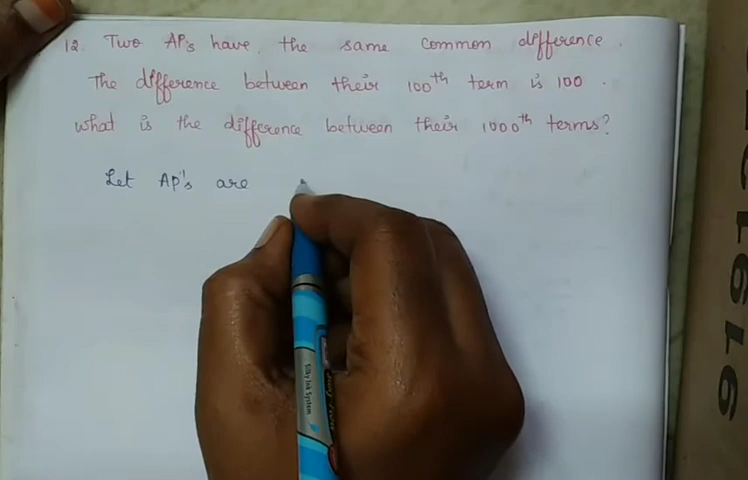 12. Two AP's have the same common difference.
The difference between their 100th term is 100.
what is the difference between their 1000th terms?
Let AP's are
91919